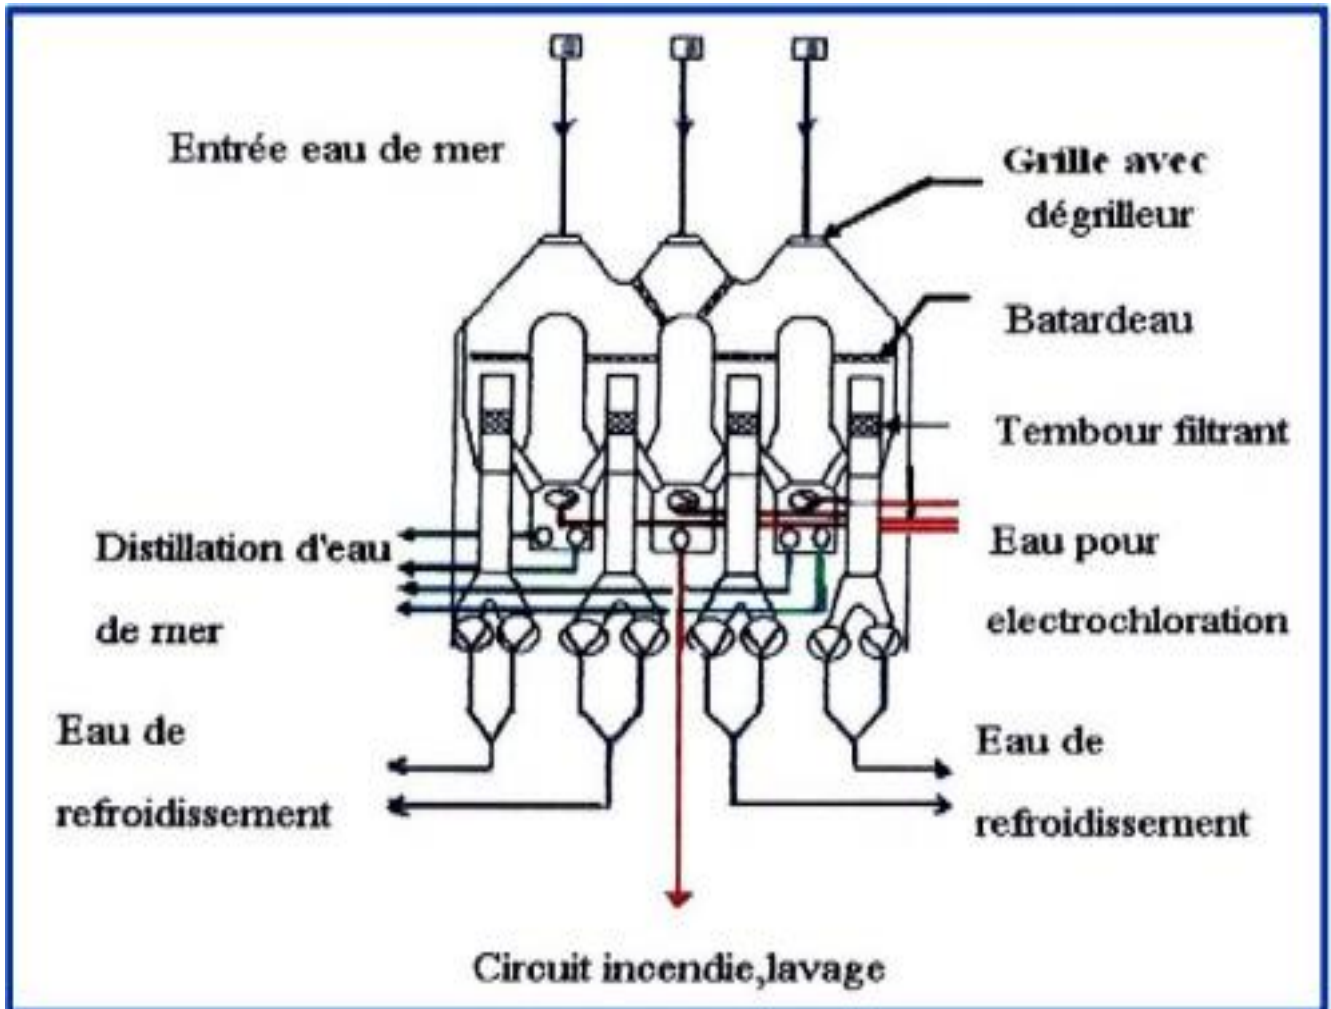 Entrée eau de mer
Grille avec
dégrilleur
Batardeau
Tembour filtrant
Distillation d'eau
de mer
Eau pour
electrochloration
Eau de
refroidissement
Eau de
refroidissement
Circuit incendie,lavage